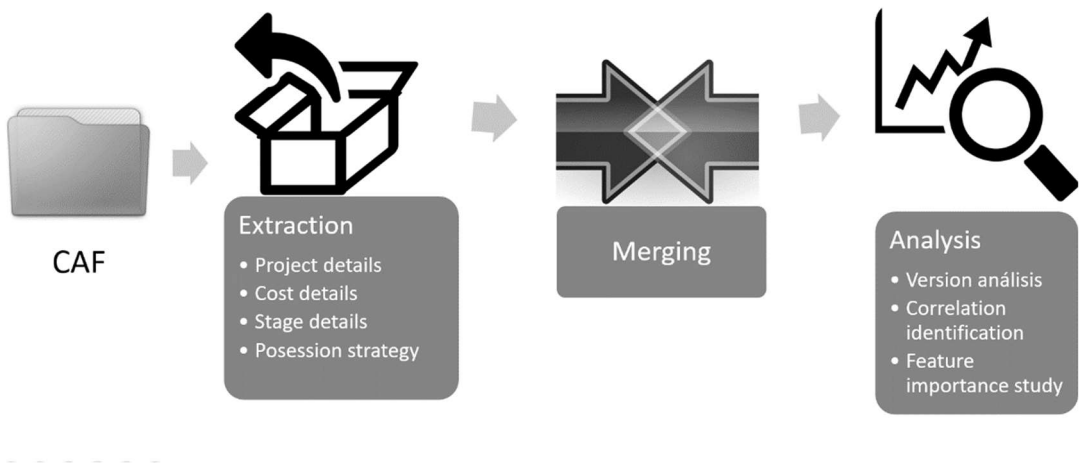 CAF
Extraction
• Project details
• Cost details
• Stage details
• Posession strategy
Merging
Analysis
• Version análisis
• Correlation
identification
• Feature
importance study